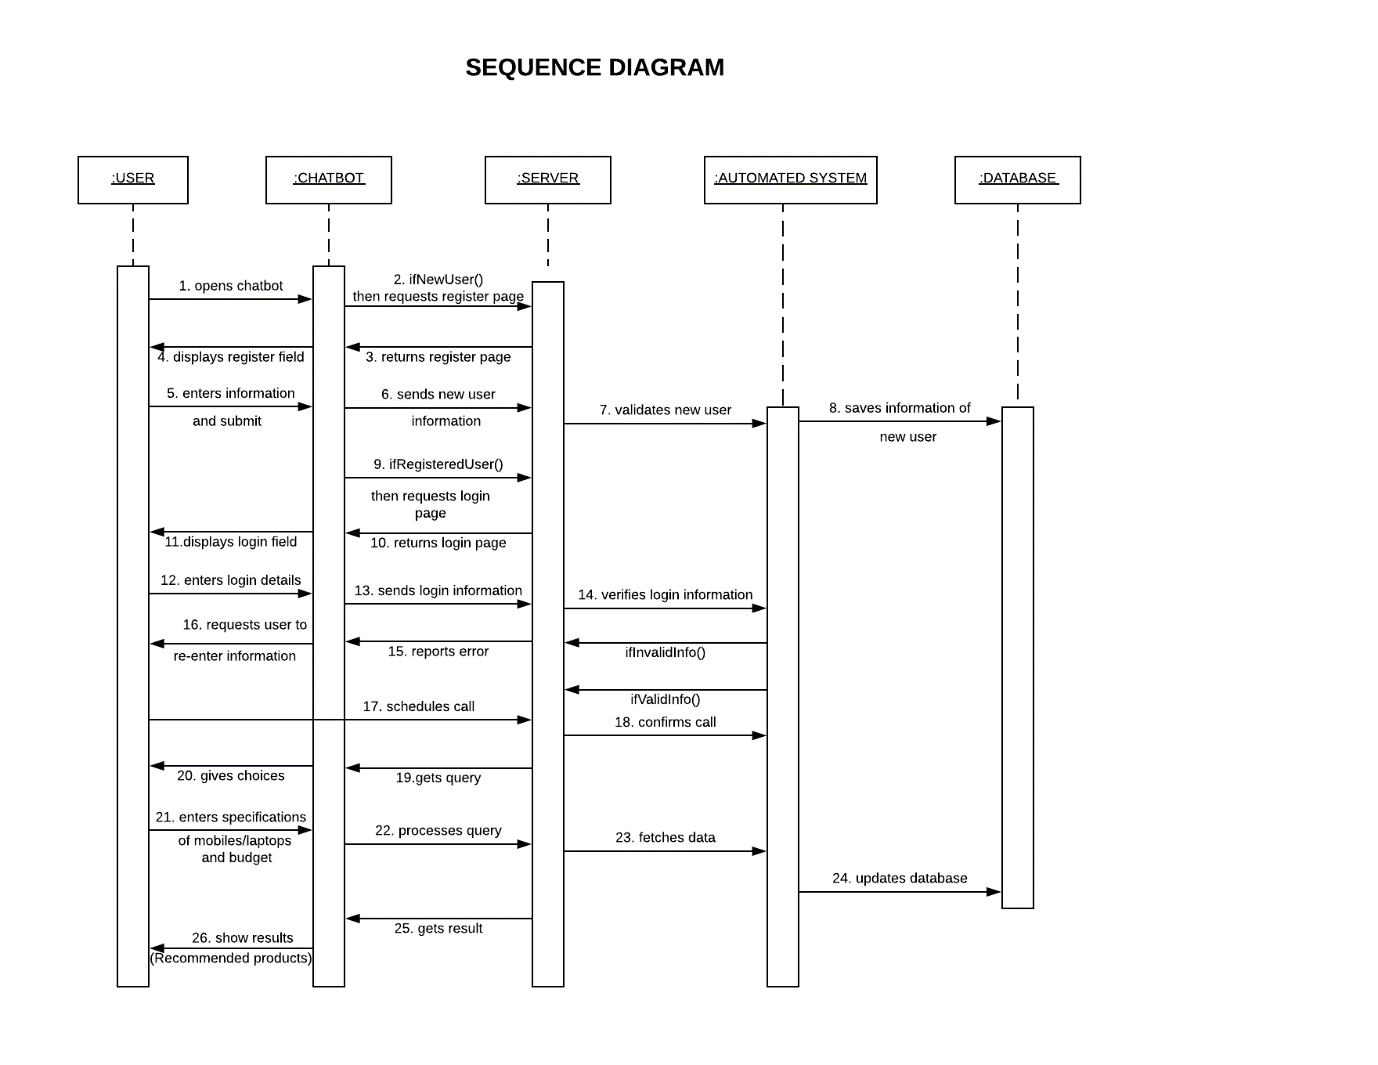 SEQUENCE DIAGRAM
:USER
:CHATBOT
:SERVER
:AUTOMATED SYSTEM
:DATABASE
1. opens chatbot
2. ifNewUser()
then requests register page
4. displays register field
3. returns register page
5. enters information
and submit
6. sends new user
information
7. validates new user
8. saves information of
new user
9. ifRegisteredUser()
then requests login
page
11.displays login field
10. returns login page
12. enters login details
13. sends login information
14. verifies login information
16. requests user to
re-enter information
15. reports error
ifInvalidInfo()
ifValidInfo()
17. schedules call
18. confirms call
20. gives choices
19.gets query
21. enters specifications
of mobiles/laptops
and budget
22. processes query
23. fetches data
24. updates database
25. gets result
26. show results
(Recommended products)